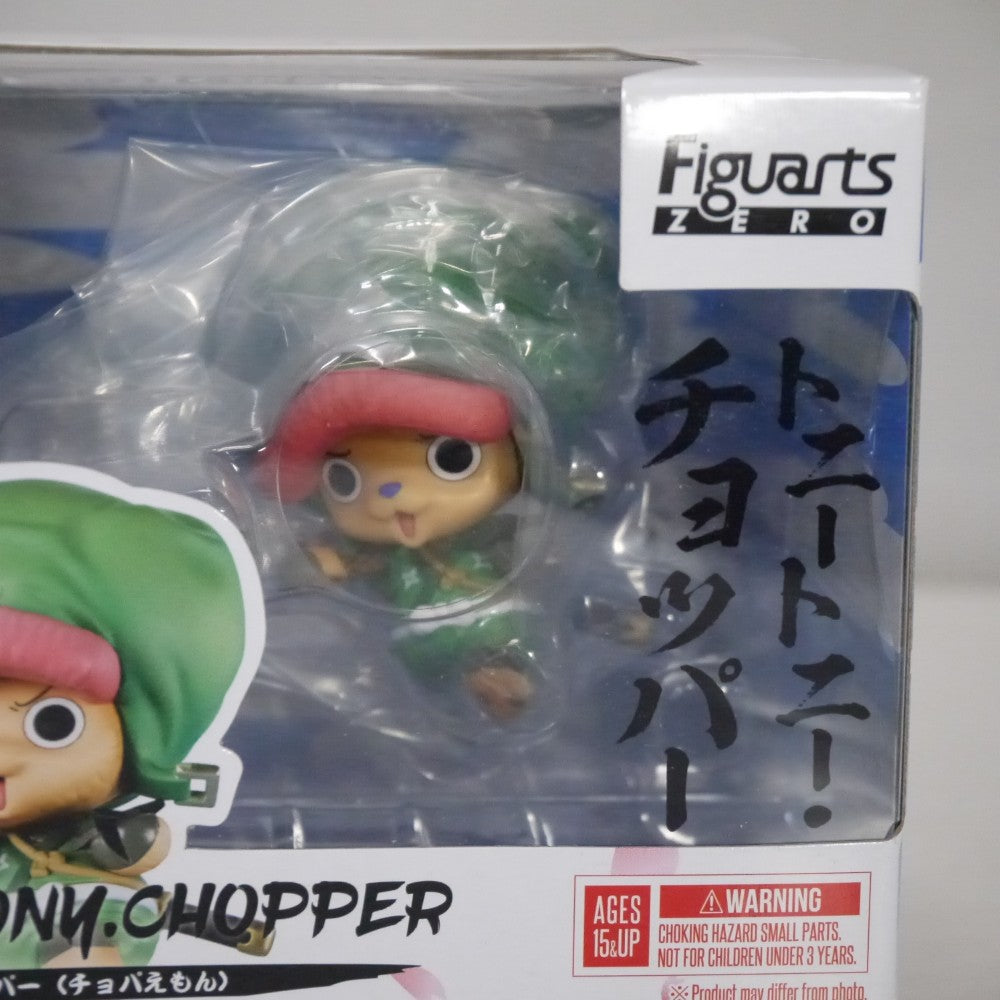 Figuarts
ZERO
トニートニー・
チョッパー
ONY.CHOPPER
パー（チョパえもん）
AGES
15&UP
⚠WARNING
CHOKING HAZARD SMALL PARTS.
NOT FOR CHILDREN UNDER 3 YEARS.
※Product may differ from photo.